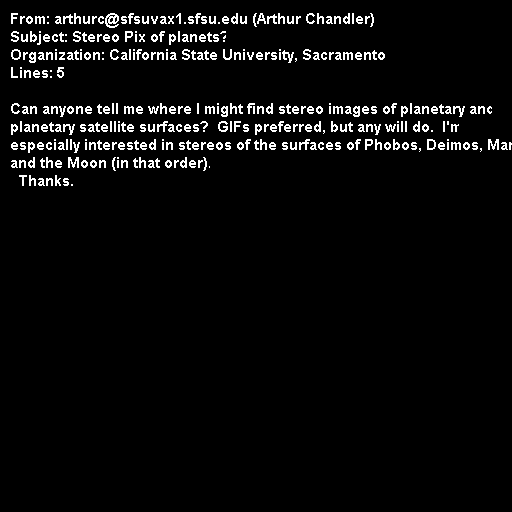 From: arthurc@sfsuvax1.sfsu.edu (Arthur Chandler)
Subject: Stereo Pix of planets?
Organization: California State University, Sacramento
Lines: 5

Can anyone tell me where I might find stereo images of planetary and
planetary satellite surfaces?  GIFs preferred, but any will do.  I'm
especially interested in stereos of the surfaces of Phobos, Deimos, Mar
and the Moon (in that order).
  Thanks.